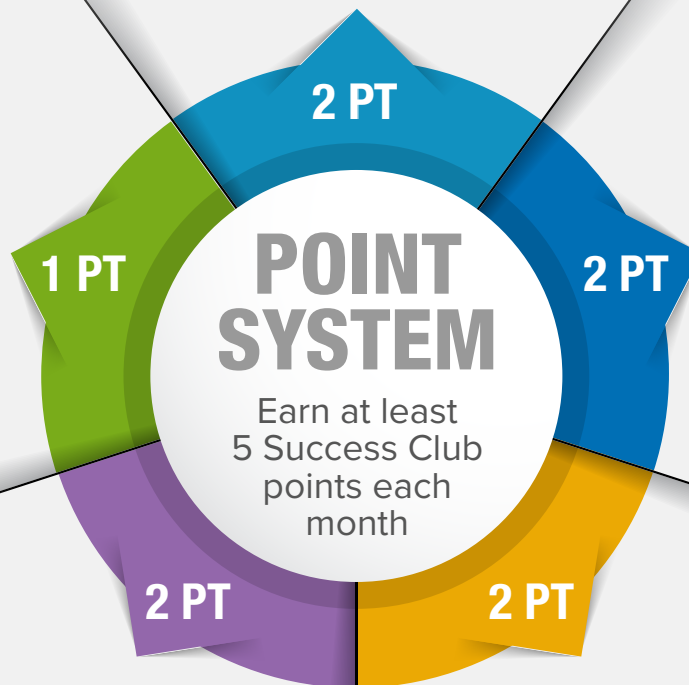 2 PT
1 PT
2 PT
POINT
SYSTEM
Earn at least
5 Success Club
points each
month
2 PT
2 PT